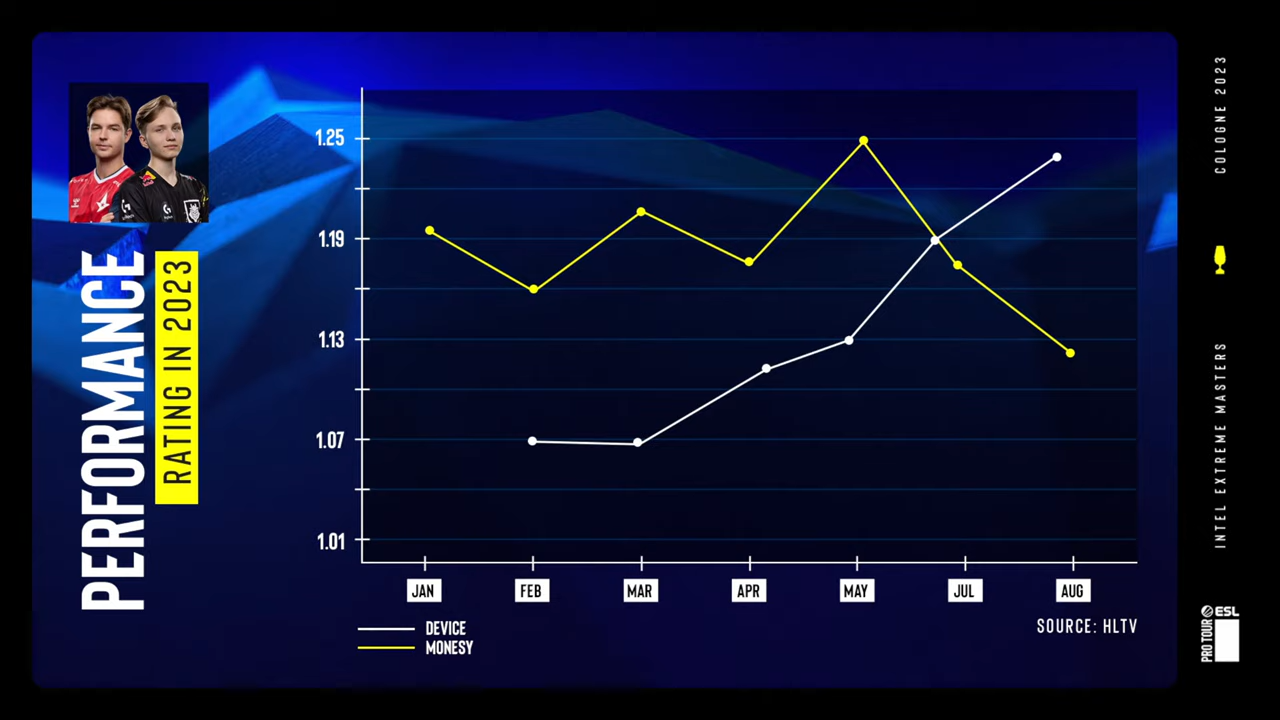 PERFORMANCE
RATING IN 2023
1.25
1.19
1.13
1.07
1.01
JAN FEB MAR APR MAY JUL AUG
DEVICE
MONESY
SOURCE: HLTV
COLOGNE 2023
INTEL EXTREME MASTERS
ESL
PRO TOUR